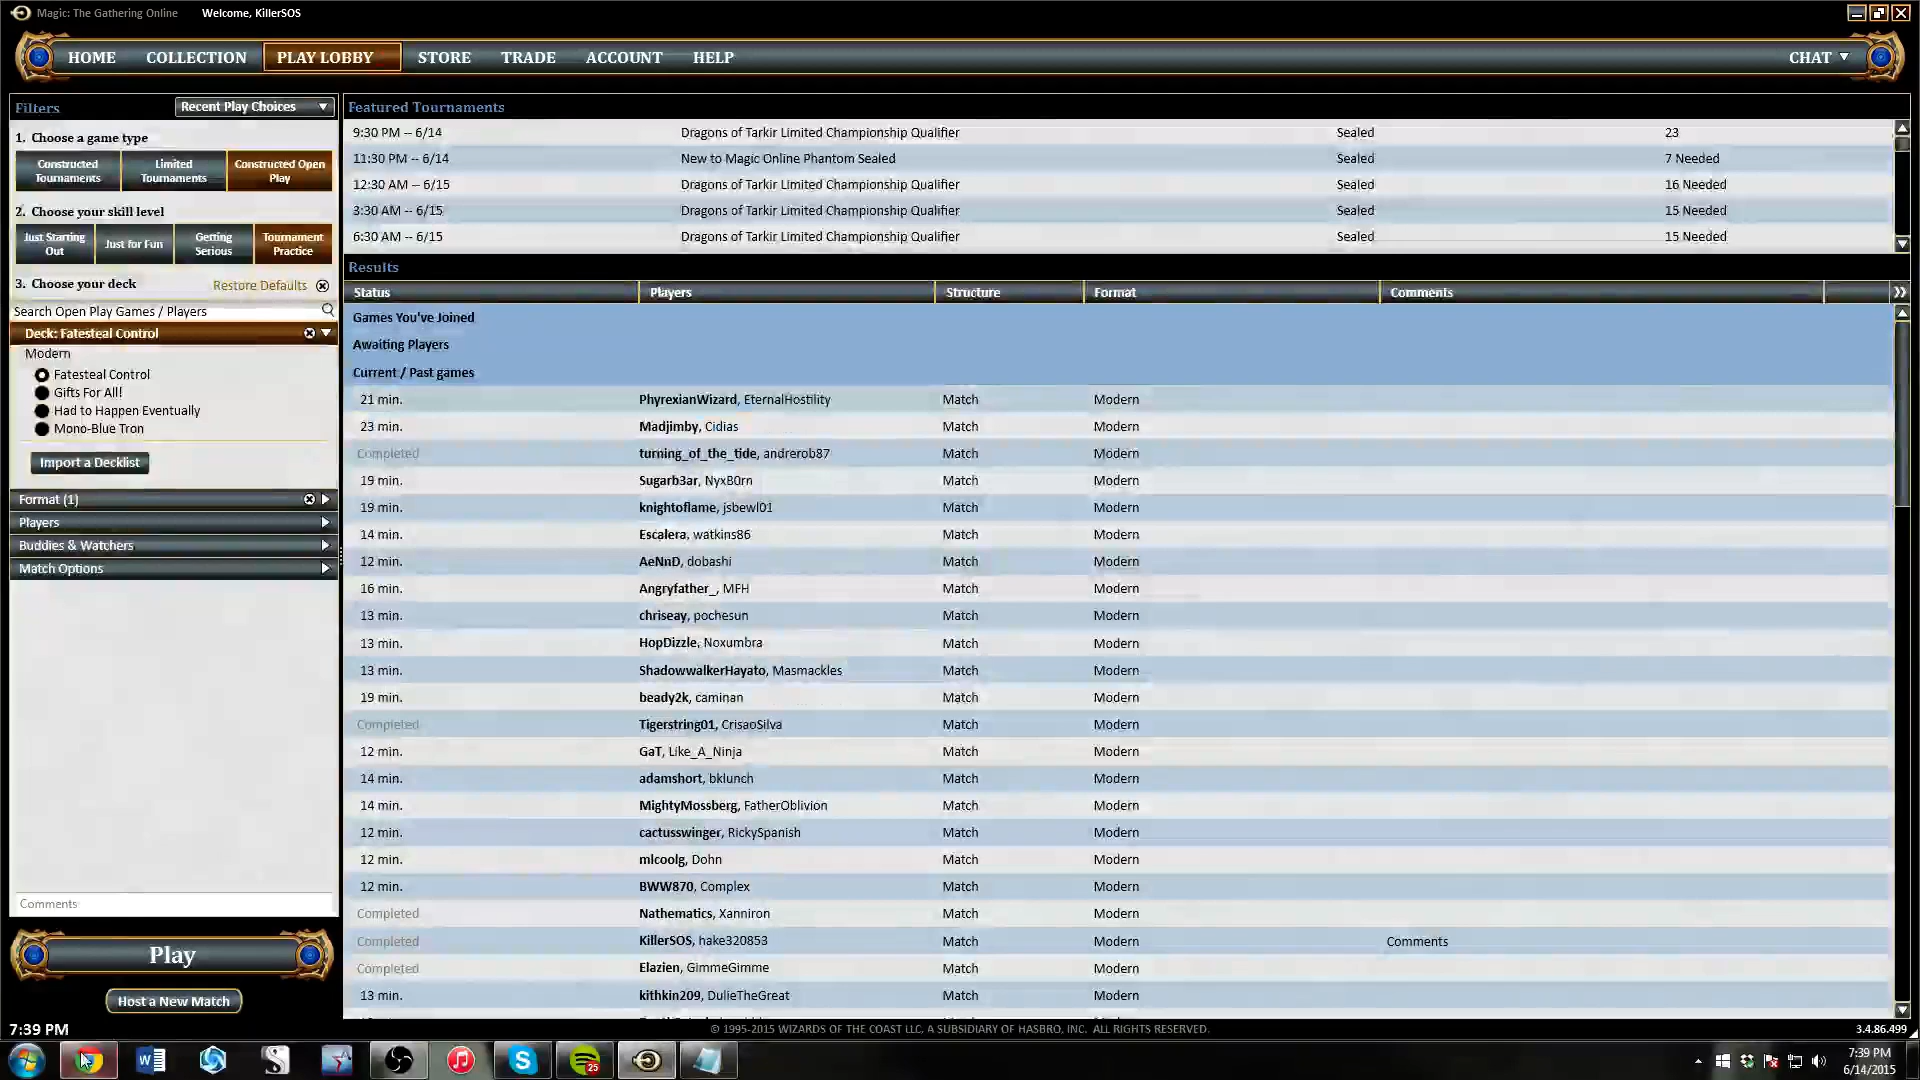 Magic: The Gathering Online Welcome, KillerSOS
HOME COLLECTION PLAY LOBBY STORE TRADE ACCOUNT HELP CHAT
Filters Recent Play Choices
1. Choose a game type
Constructed Tournaments Limited Tournaments Constructed Open Play
2. Choose your skill level
Just Starting Out Just for Fun Getting Serious Tournament Practice
3. Choose your deck Restore Defaults
Search Open Play Games / Players
Deck: Fatesteal Control
Modern
Fatesteal Control
Gifts For All!
Had to Happen Eventually
Mono-Blue Tron
Import a Decklist
Format (1)
Players
Buddies & Watchers
Match Options
Comments
Play
Host a New Match
7:39 PM
Featured Tournaments
9:30 PM -- 6/14 Dragons of Tarkir Limited Championship Qualifier Sealed 23
11:30 PM -- 6/14 New to Magic Online Phantom Sealed Sealed 7 Needed
12:30 AM -- 6/15 Dragons of Tarkir Limited Championship Qualifier Sealed 16 Needed
3:30 AM -- 6/15 Dragons of Tarkir Limited Championship Qualifier Sealed 15 Needed
6:30 AM -- 6/15 Dragons of Tarkir Limited Championship Qualifier Sealed 15 Needed
Results
Status Players Structure Format Comments
Games You've Joined
Awaiting Players
Current / Past games
21 min. PhyrexianWizard, EternalHostility Match Modern
23 min. Madjimby, Cidias Match Modern
Completed turning_of_the_tide, andrerob87 Match Modern
19 min. Sugarb3ar, NyxB0rn Match Modern
19 min. knightoflame, jsbewl01 Match Modern
14 min. Escalera, watkins86 Match Modern
12 min. AeNnD, dobashi Match Modern
16 min. Angryfather_, MFH Match Modern
13 min. chriseay, pochesun Match Modern
13 min. HopDizzle, Noxumbra Match Modern
13 min. ShadowwalkerHayato, Masmackles Match Modern
19 min. beady2k, caminan Match Modern
Completed Tigerstring01, CrisaoSilva Match Modern
12 min. GaT, Like_A_Ninja Match Modern
14 min. adamshort, bklunch Match Modern
14 min. MightyMossberg, FatherOblivion Match Modern
12 min. cactusswinger, RickySpanish Match Modern
12 min. mlcoolg, Dohn Match Modern
12 min. BWW870, Complex Match Modern
Completed Nathematics, Xanniron Match Modern
Completed KillerSOS, hake320853 Match Modern Comments
Completed Elazien, GimmeGimme Match Modern
13 min. kithkin209, DulieTheGreat Match Modern
© 1995-2015 WIZARDS OF THE COAST LLC, A SUBSIDIARY OF HASBRO, INC. ALL RIGHTS RESERVED.
3.4.86.499
25
7:39 PM
6/14/2015